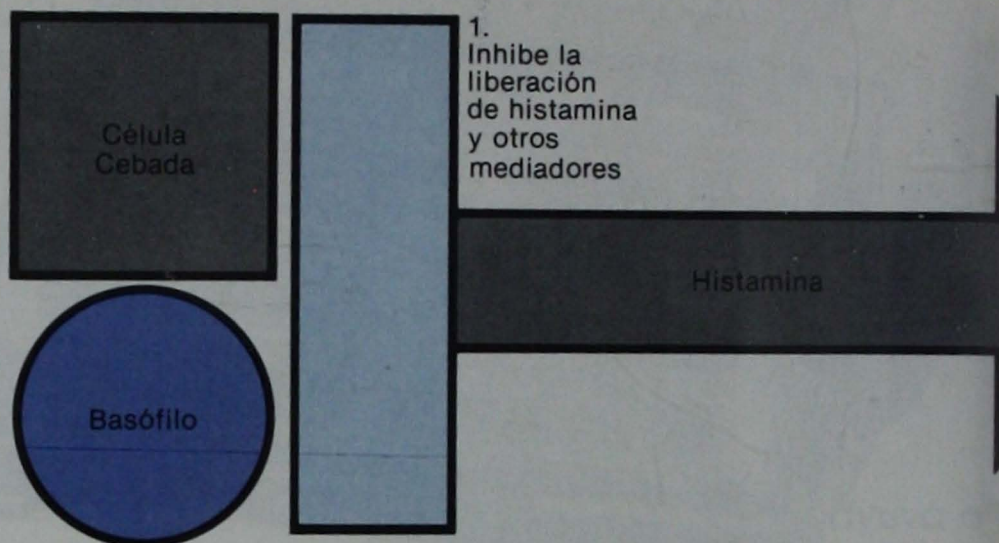 Célula
Cebada
1.
Inhibe la
liberación
de histamina
y otros
mediadores
Histamina
Basófilo